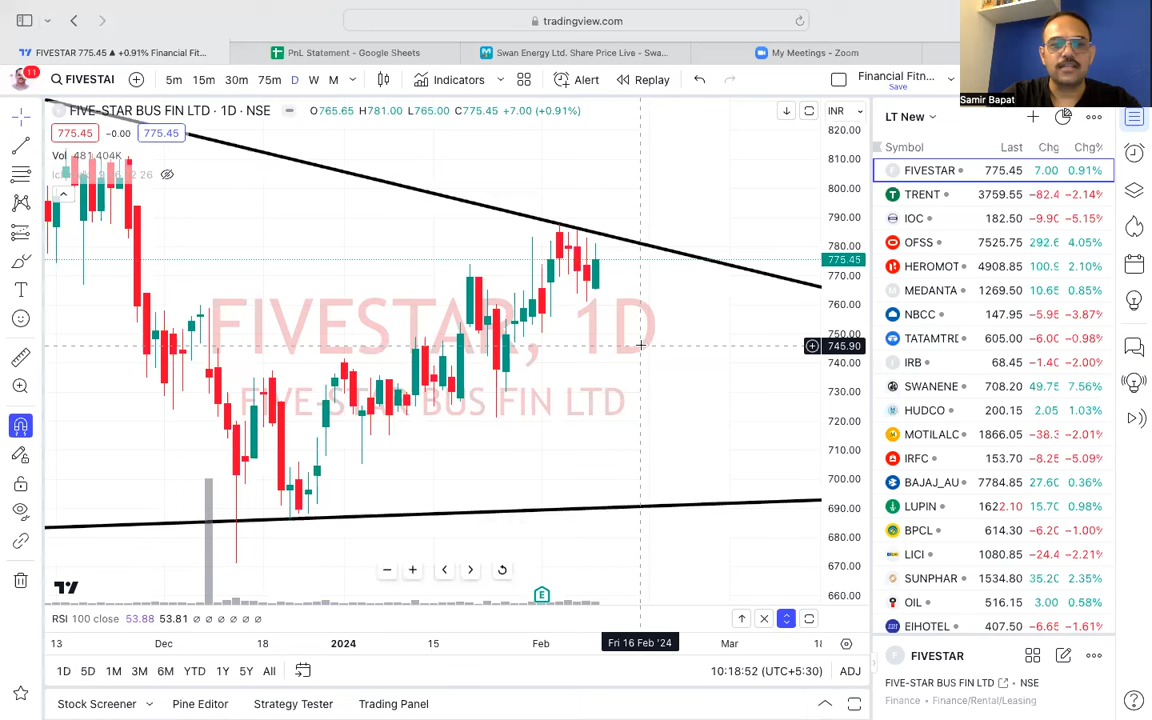 tradingview.com
FIVESTAR 775.45 ▲ +0.91% Financial Fit...
PnL Statement - Google Sheets
Swan Energy Ltd. Share Price Live - Swa...
My Meetings - Zoom
Samir Bapat
11
FIVESTAI
5m 15m 30m 75m D W M
Indicators
Alert
Replay
Financial Fitn...
Save
FIVE-STAR BUS FIN LTD · 1D · NSE
O765.65 H781.00 L765.00 C775.45 +7.00 (+0.91%)
775.45 −0.00 775.45
Vol 481.404K
INR
820.00
810.00
800.00
790.00
780.00
775.45
770.00
760.00
750.00
745.90
740.00
730.00
720.00
710.00
700.00
690.00
680.00
670.00
660.00
FIVESTAR, 1D
FIVE-STAR BUS FIN LTD
E
RSI 100 close 53.88 53.81
13 Dec 18 2024 15 Feb Fri 16 Feb '24 Mar 18
1D 5D 1M 3M 6M YTD 1Y 5Y All
10:18:52 (UTC+5:30) ADJ
Stock Screener
Pine Editor
Strategy Tester
Trading Panel
LT New
Symbol Last Chg Chg%
FIVESTAR 775.45 7.00 0.91%
TRENT 3759.55 −82.4 −2.14%
IOC 182.50 −9.90 −5.15%
OFSS 7525.75 292.6 4.05%
HEROMOT 4908.85 100.9 2.10%
MEDANTA 1269.50 10.65 0.85%
NBCC 147.95 −5.95 −3.87%
TATAMTRI 605.00 −6.00 −0.98%
IRB 68.45 −1.40 −2.00%
SWANENE 708.20 49.75 7.56%
HUDCO 200.15 2.05 1.03%
MOTILALC 1866.05 −38.3 −2.01%
IRFC 153.70 −8.25 −5.09%
BAJAJ_AU 7784.85 27.60 0.36%
LUPIN 1622.10 15.70 0.98%
BPCL 614.30 −6.20 −1.00%
LICI 1080.85 −24.4 −2.21%
SUNPHAR 1534.80 35.20 2.35%
OIL 516.15 3.00 0.58%
EIHOTEL 407.50 −6.65 −1.61%
FIVESTAR
FIVE-STAR BUS FIN LTD · NSE
Finance · Finance/Rental/Leasing